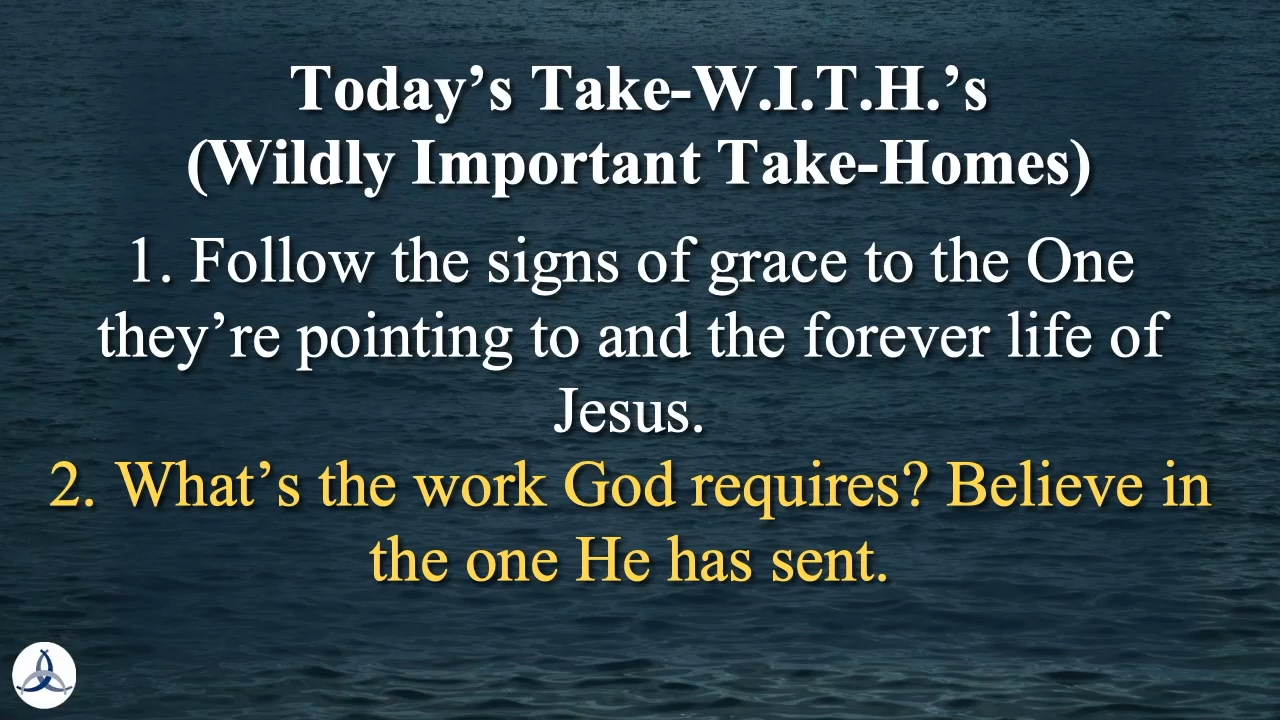 Today’s Take-W.I.T.H.’s
(Wildly Important Take-Homes)
1. Follow the signs of grace to the One
they’re pointing to and the forever life of
Jesus.
2. What’s the work God requires? Believe in
the one He has sent.